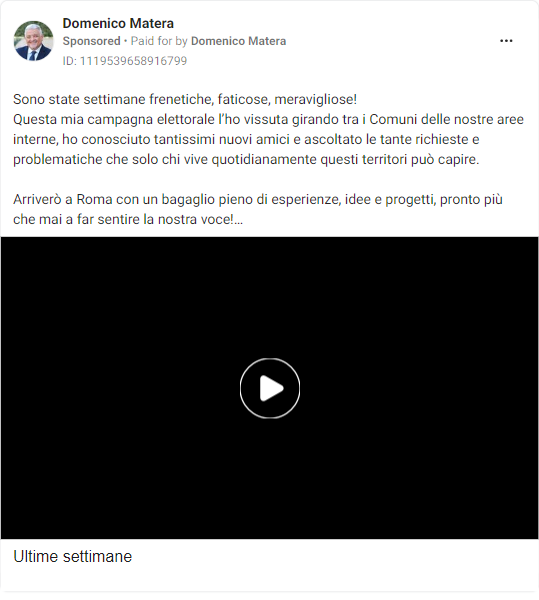 Domenico Matera
Sponsored • Paid for by Domenico Matera
ID: 1119539658916799
Sono state settimane frenetiche, faticose, meravigliose!
Questa mia campagna elettorale l’ho vissuta girando tra i Comuni delle nostre aree
interne, ho conosciuto tantissimi nuovi amici e ascoltato le tante richieste e
problematiche che solo chi vive quotidianamente questi territori può capire.
Arriverò a Roma con un bagaglio pieno di esperienze, idee e progetti, pronto più
che mai a far sentire la nostra voce!...
Ultime settimane